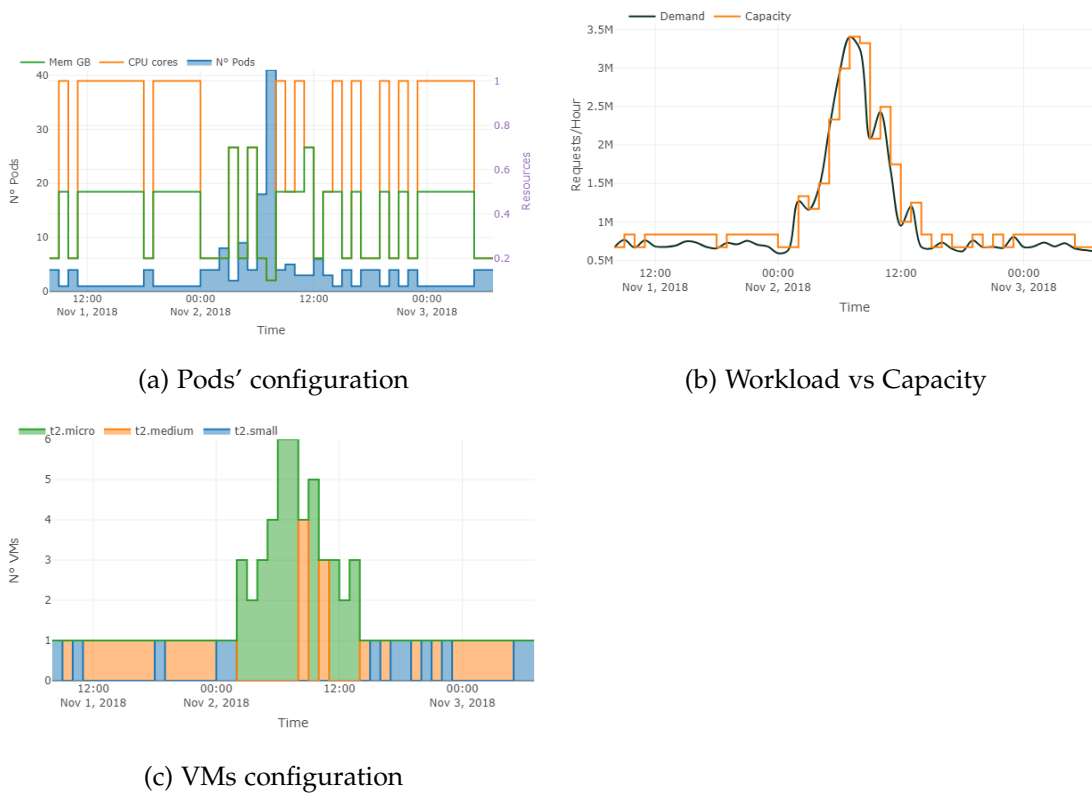 Mem GB CPU cores N° Pods
40
30
20
10
0
N° Pods
1
0.8
0.6
0.4
0.2
Resources
12:00 00:00 12:00 00:00
Nov 1, 2018 Nov 2, 2018 Nov 3, 2018
Time
(a) Pods’ configuration
Demand Capacity
3.5M
3M
2.5M
2M
1.5M
1M
0.5M
Requests/Hour
12:00 00:00 12:00 00:00
Nov 1, 2018 Nov 2, 2018 Nov 3, 2018
Time
(b) Workload vs Capacity
t2.micro t2.medium t2.small
6
5
4
3
2
1
0
N° VMs
12:00 00:00 12:00 00:00
Nov 1, 2018 Nov 2, 2018 Nov 3, 2018
Time
(c) VMs configuration